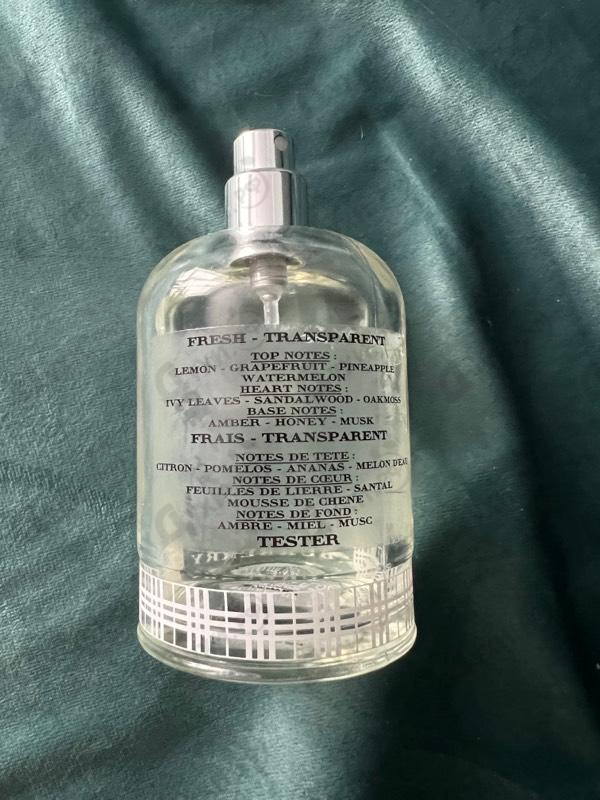 FRESH - TRANSPARENT
TOP NOTES :
LEMON - GRAPEFRUIT - PINEAPPLE
WATERMELON
HEART NOTES :
IVY LEAVES - SANDALWOOD - OAKMOSS
BASE NOTES :
AMBER - HONEY - MUSK
FRAIS - TRANSPARENT
NOTES DE TETE :
CITRON - POMELOS - ANANAS - MELON D'EAU
NOTES DE CŒUR :
FEUILLES DE LIERRE - SANTAL
MOUSSE DE CHENE
NOTES DE FOND :
AMBRE - MIEL - MUSC
TESTER